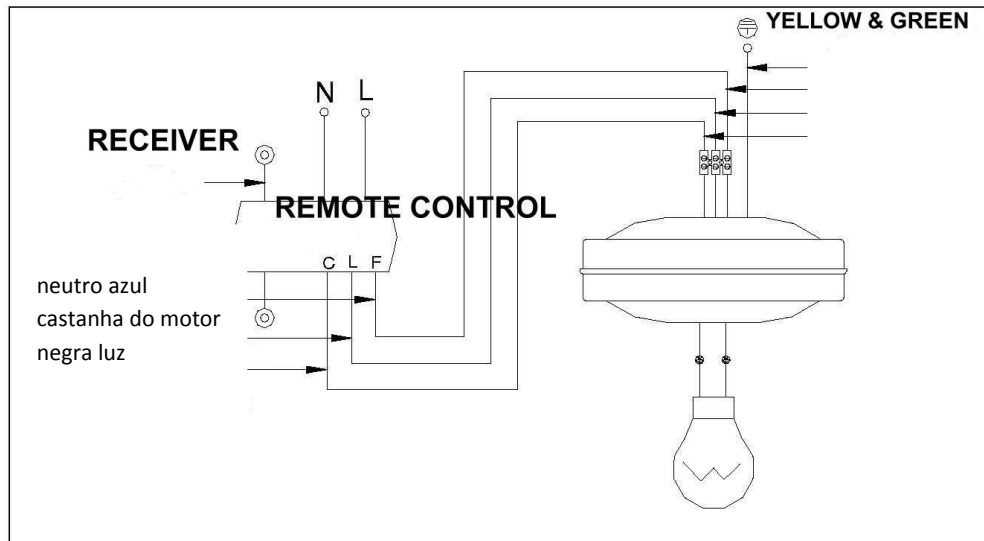 YELLOW & GREEN
N L
RECEIVER
REMOTE CONTROL
C L F
neutro azul
castanha do motor
negra luz